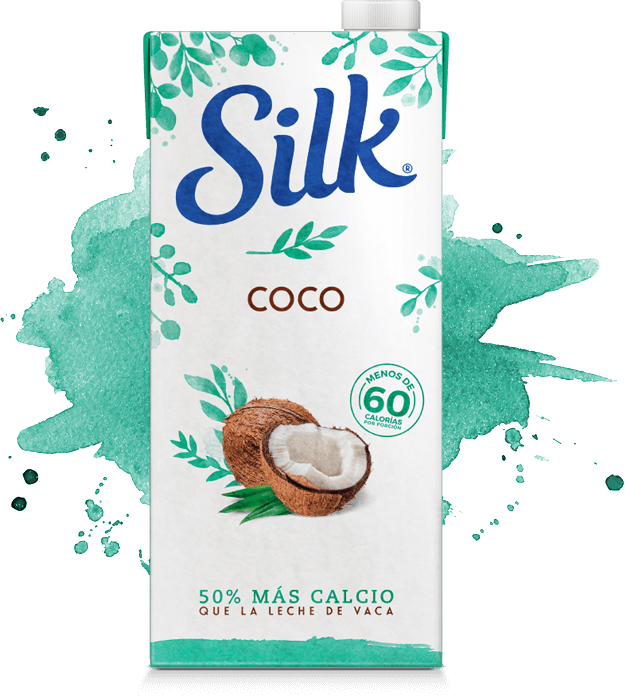 Silk®
COCO
MENOS DE
60
CALORÍAS
POR PORCIÓN
50% MÁS CALCIO
QUE LA LECHE DE VACA